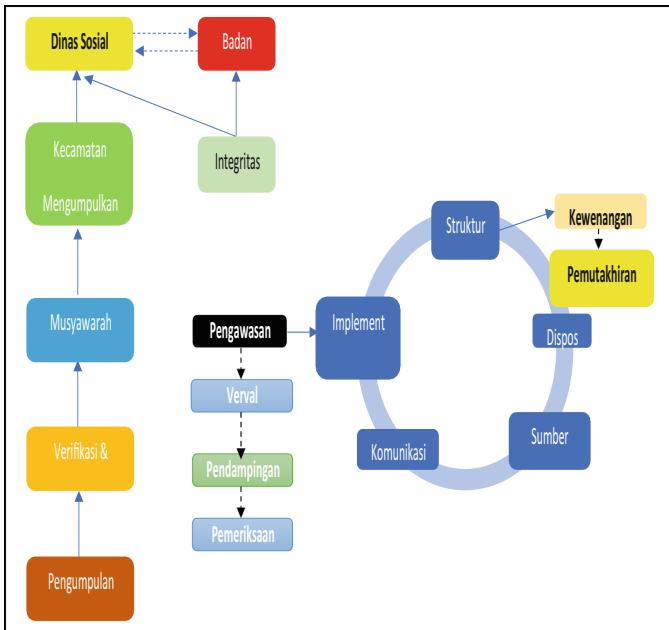 Dinas Sosial
Badan
Kecamatan
Mengumpulkan
Integritas
Struktur
Kewenangan
Pemutakhiran
Musyawarah
Pengawasan
Implement
Dispos
Verval
Verifikasi &
Komunikasi
Sumber
Pendampingan
Pemeriksaan
Pengumpulan